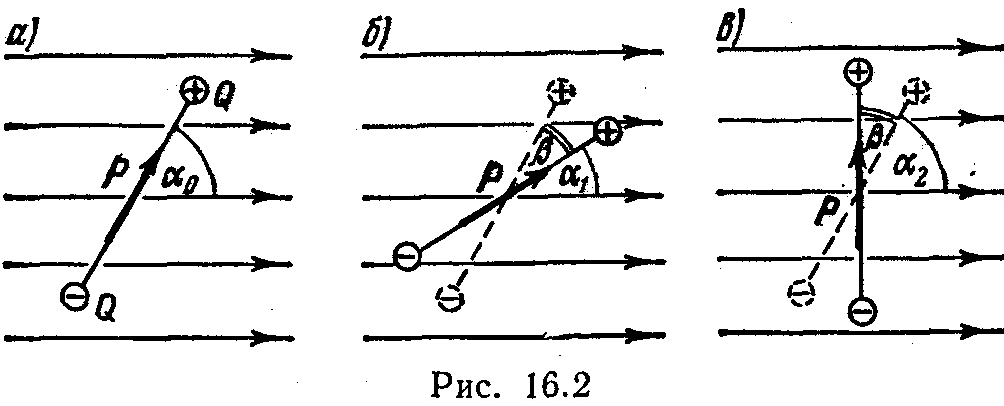 а) б) в)
Q
P α₀
Q
β
P α₁
β α₂
P
Рис. 16.2